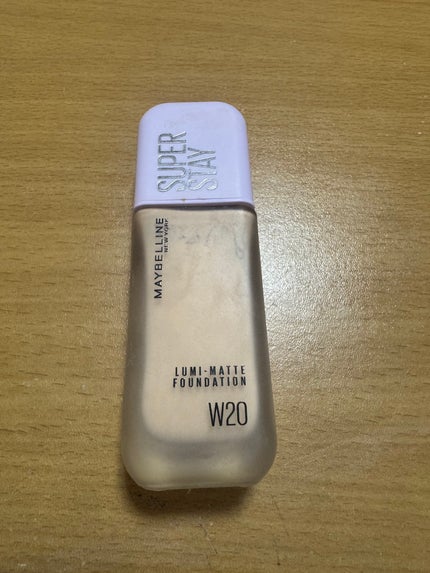 SUPER
STAY
MAYBELLINE
NEW YORK
LUMI-MATTE
FOUNDATION
W20